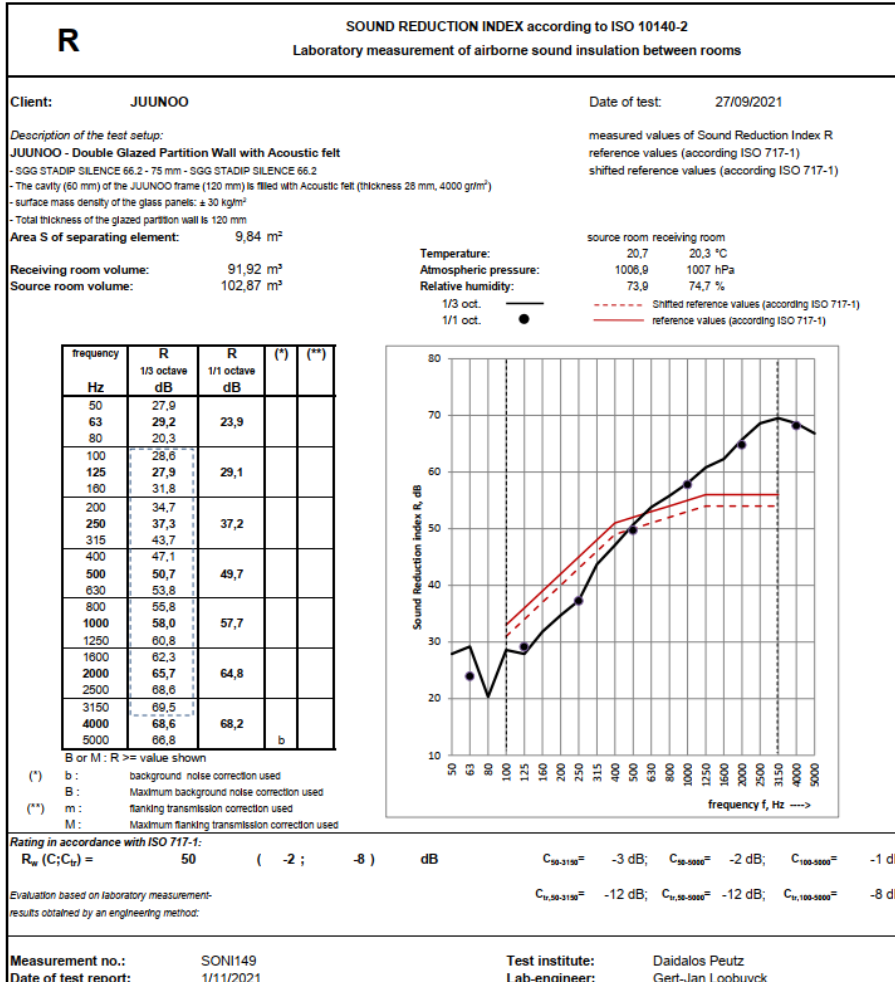 R
SOUND REDUCTION INDEX according to ISO 10140-2
Laboratory measurement of airborne sound insulation between rooms
Client: JUUNOO Date of test: 27/09/2021
Description of the test setup: measured values of Sound Reduction Index R
JUUNOO - Double Glazed Partition Wall with Acoustic felt reference values (according ISO 717-1)
- SGG STADIP SILENCE 66.2 - 75 mm - SGG STADIP SILENCE 66.2 shifted reference values (according ISO 717-1)
- The cavity (60 mm) of the JUUNOO frame (120 mm) is filled with Acoustic felt (thickness 28 mm, 4000 gr/m²)
- surface mass density of the glass panels: ± 30 kg/m²
- Total thickness of the glazed partition wall is 120 mm
Area S of separating element: 9,84 m² source room receiving room
Temperature: 20,7 20,3 °C
Receiving room volume: 91,92 m³ Atmospheric pressure: 1006,9 1007 hPa
Source room volume: 102,87 m³ Relative humidity: 73,9 74,7 %
1/3 oct. Shifted reference values (according ISO 717-1)
1/1 oct. reference values (according ISO 717-1)
frequency R R (*) (**)
1/3 octave 1/1 octave
Hz dB dB
50 27,9
63 29,2 23,9
80 20,3
100 28,6
125 27,9 29,1
160 31,8
200 34,7
250 37,3 37,2
315 43,7
400 47,1
500 50,7 49,7
630 53,8
800 55,8
1000 58,0 57,7
1250 60,8
1600 62,3
2000 65,7 64,8
2500 68,6
3150 69,5
4000 68,6 68,2
5000 66,8 b
B or M : R >= value shown
(*) b : background noise correction used
B : Maximum background noise correction used
(**) m : flanking transmission correction used
M : Maximum flanking transmission correction used
Sound Reduction index R, dB
80
70
60
50
40
30
20
10
50 63 80 100 125 160 200 250 315 400 500 630 800 1000 1250 1600 2000 2500 3150 4000 5000
frequency f, Hz ---->
Rating in accordance with ISO 717-1:
Rw (C;Ctr) = 50 ( -2 ; -8 ) dB C50-3150= -3 dB; C50-5000= -2 dB; C100-5000= -1 d
Evaluation based on laboratory measurement- Ctr,50-3150= -12 dB; Ctr,50-5000= -12 dB; Ctr,100-5000= -8 d
results obtained by an engineering method:
Measurement no.: SONI149 Test institute: Daidalos Peutz
Date of test report: 1/11/2021 Lab-engineer: Gert-Jan Loobuyck